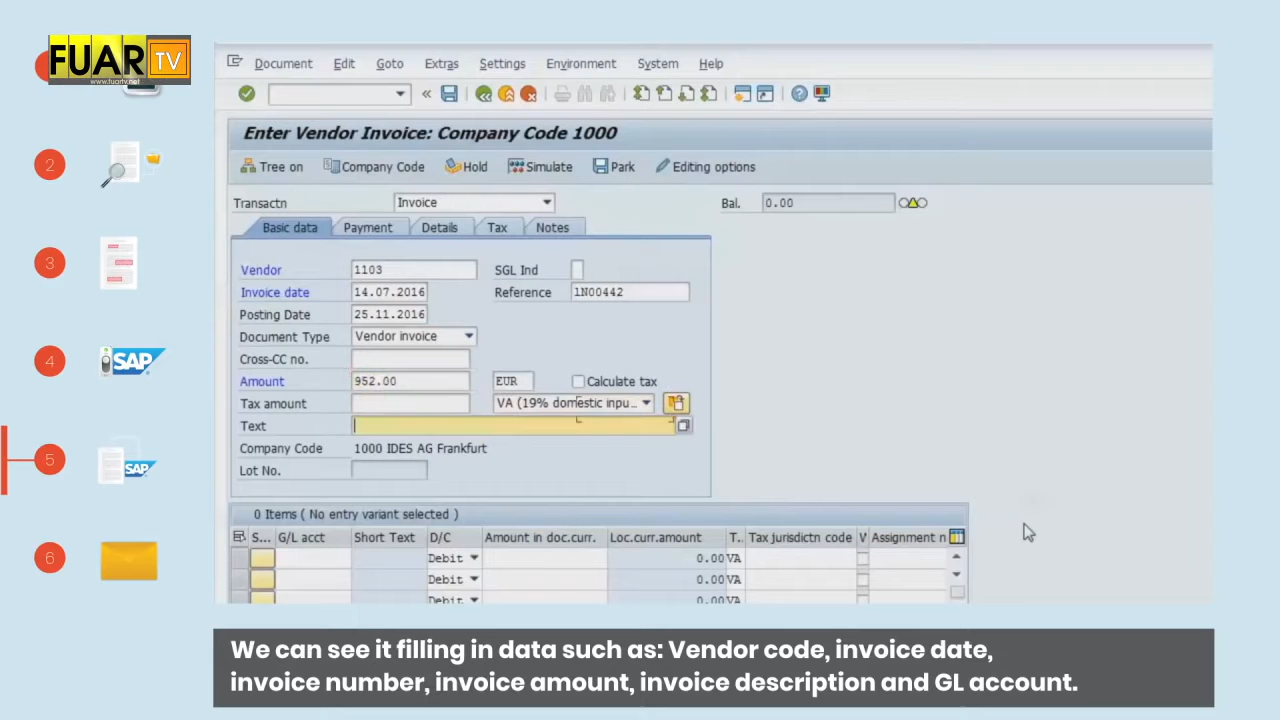 FUAR TV
www.fuartv.net
Document Edit Goto Extras Settings Environment System Help
Enter Vendor Invoice: Company Code 1000
Tree on Company Code Hold Simulate Park Editing options
Transactn Invoice Bal. 0.00
Basic data Payment Details Tax Notes
Vendor 1103 SGL Ind
Invoice date 14.07.2016 Reference 1N00442
Posting Date 25.11.2016
Document Type Vendor invoice
Cross-CC no.
Amount 952.00 EUR Calculate tax
Tax amount VA (19% domestic inpu...
Text
Company Code 1000 IDES AG Frankfurt
Lot No.
0 Items ( No entry variant selected )
S... G/L acct Short Text D/C Amount in doc.curr. Loc.curr.amount T.. Tax jurisdictn code V Assignment n
Debit 0.00 VA
Debit 0.00 VA
Debit 0.00 VA
2
3
4 SAP
5 SAP
6
We can see it filling in data such as: Vendor code, invoice date,
invoice number, invoice amount, invoice description and GL account.